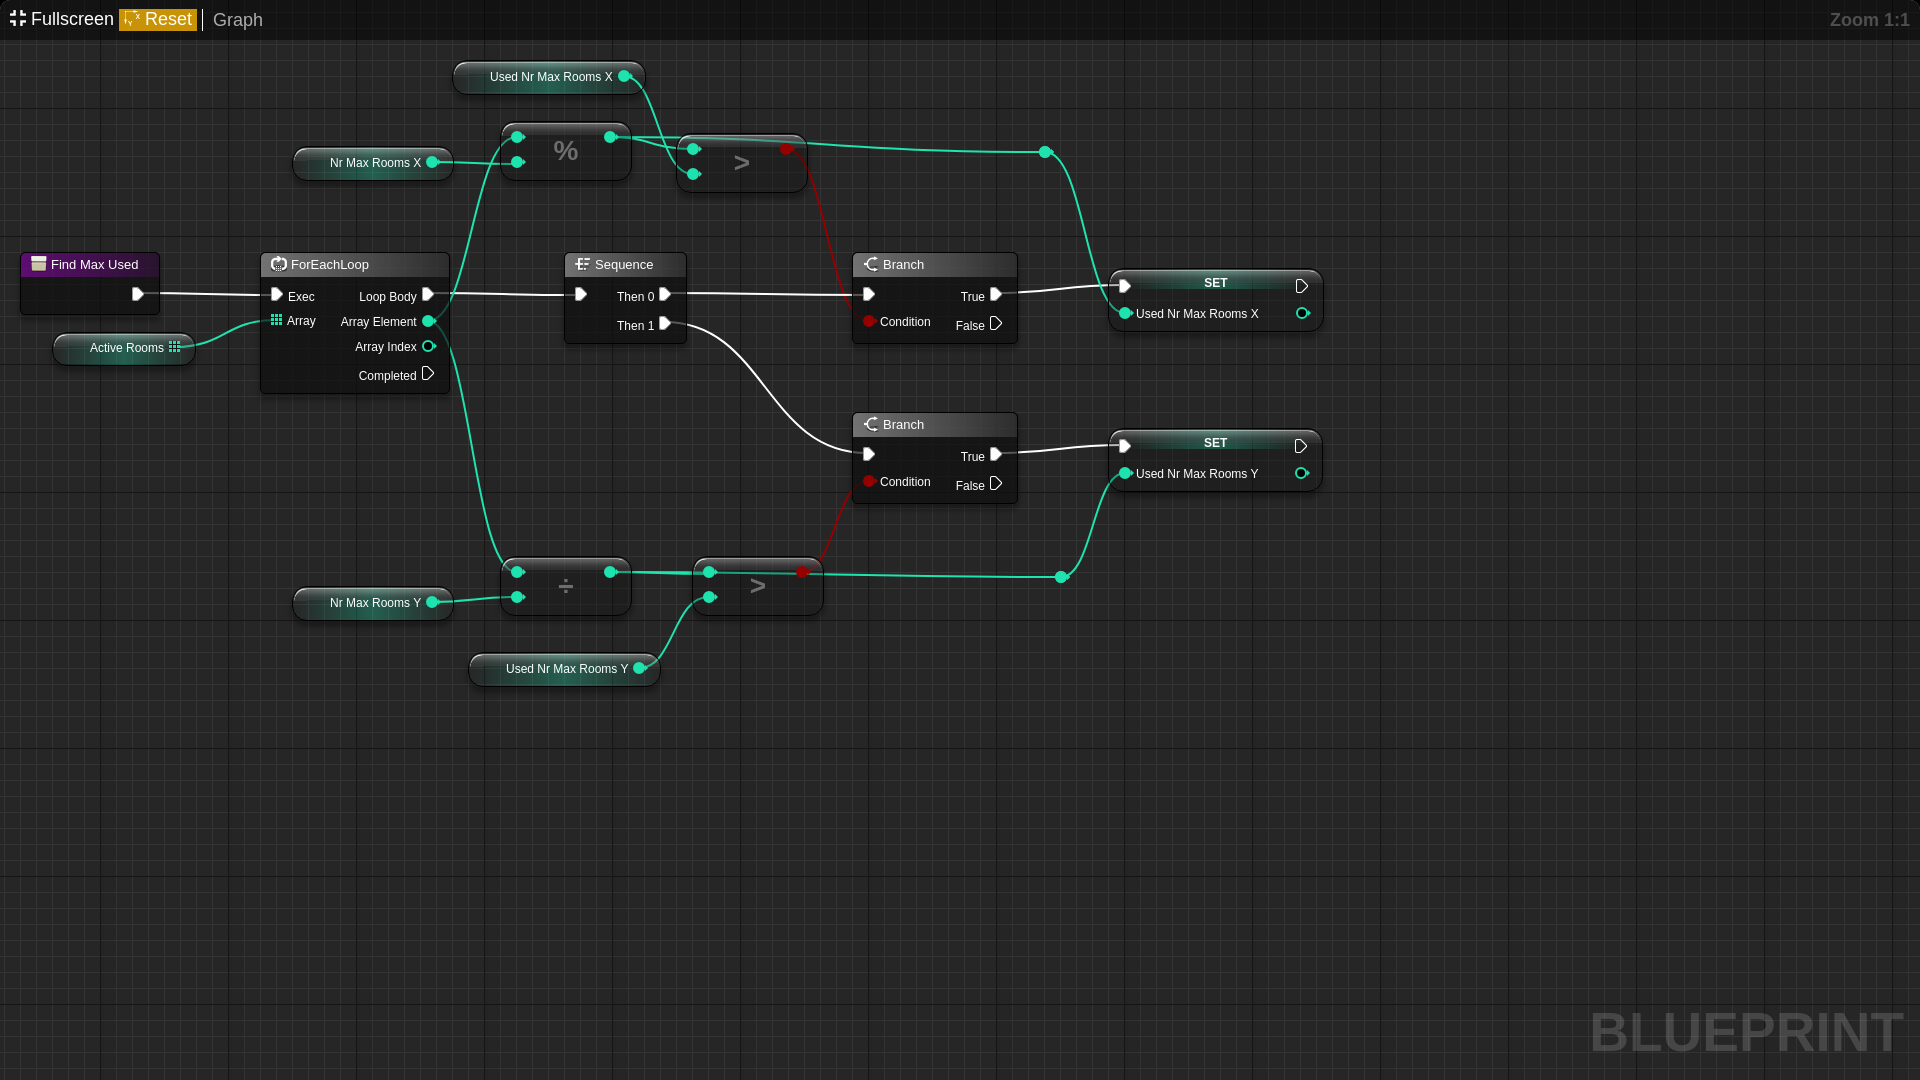 Fullscreen Reset Graph Zoom 1:1
Used Nr Max Rooms X
%
Nr Max Rooms X
>
Find Max Used
ForEachLoop
Exec
Loop Body
Array
Array Element
Array Index
Completed
Active Rooms
Sequence
Then 0
Then 1
Branch
True
Condition
False
SET
Used Nr Max Rooms X
Branch
True
Condition
False
SET
Used Nr Max Rooms Y
÷
>
Nr Max Rooms Y
Used Nr Max Rooms Y
BLUEPRINT